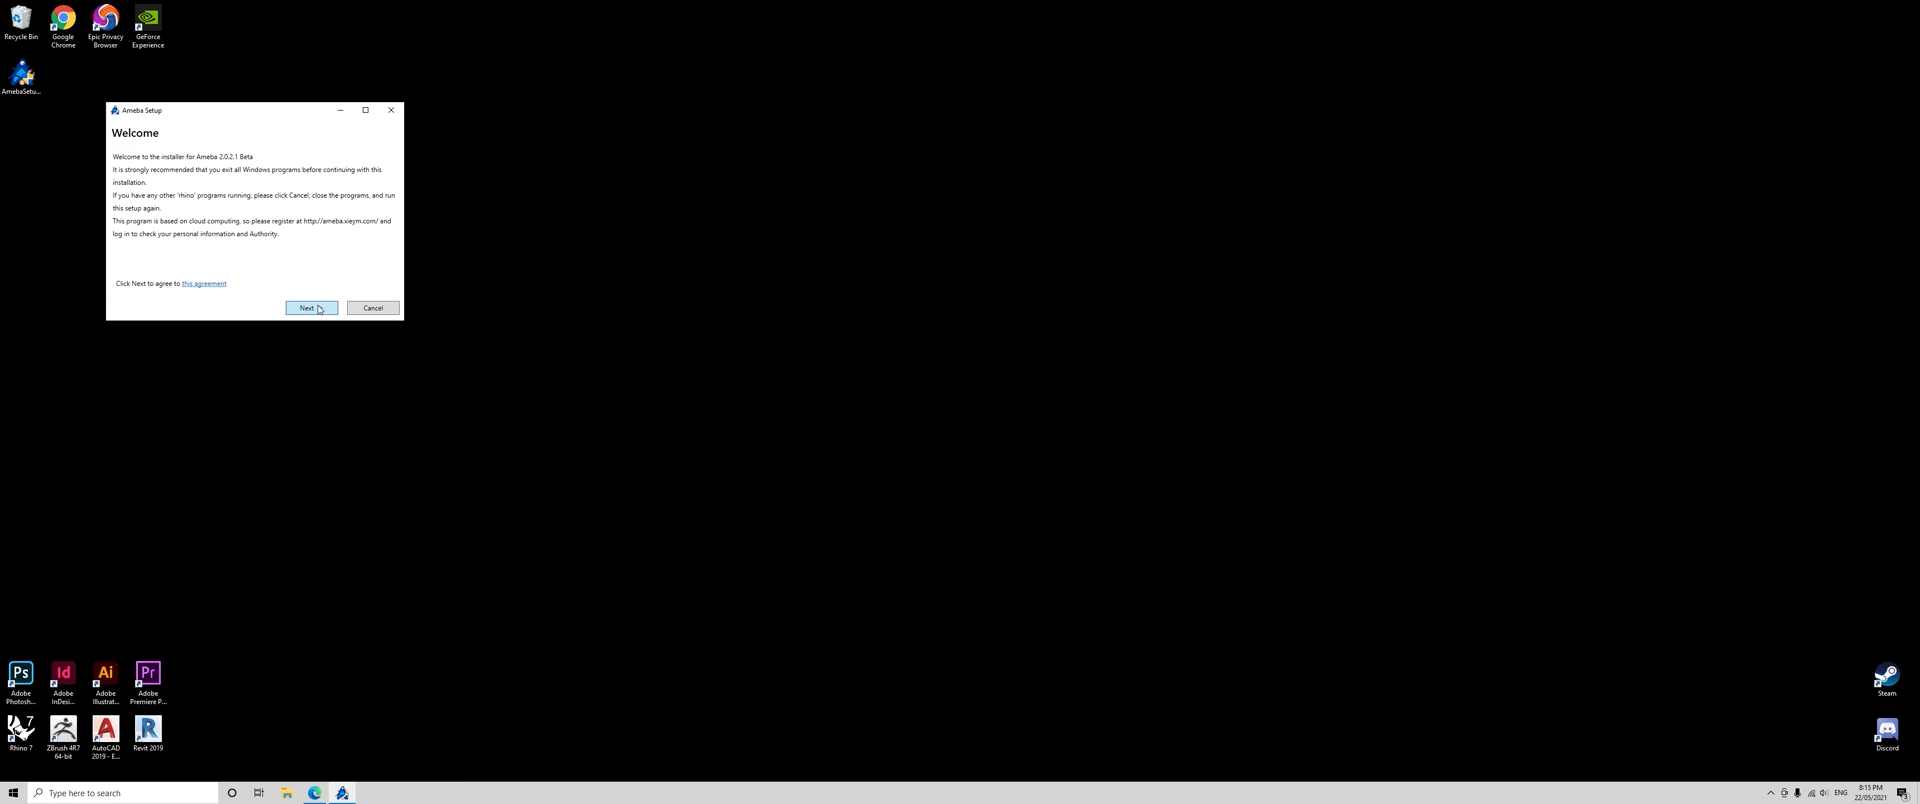 Recycle Bin
Google
Chrome
Epic Privacy
Browser
GeForce
Experience
AmebaSetu...
Ameba Setup
Welcome
Welcome to the installer for Ameba 2.0.2.1 Beta
It is strongly recommended that you exit all Windows programs before continuing with this
installation.
If you have any other 'rhino' programs running, please click Cancel, close the programs, and run
this setup again.
This program is based on cloud computing, so please register at http://ameba.xieym.com/ and
log in to check your personal information and Authority.
Click Next to agree to this agreement
Next
Cancel
Ps
Id
Ai
Pr
Adobe
Photosh...
Adobe
InDesi...
Adobe
Illustrat...
Adobe
Premiere P...
7
A
R
Rhino 7
ZBrush 4R7
64-bit
AutoCAD
2019 - E...
Revit 2019
Steam
Discord
Type here to search
ENG
8:15 PM
22/05/2021
3